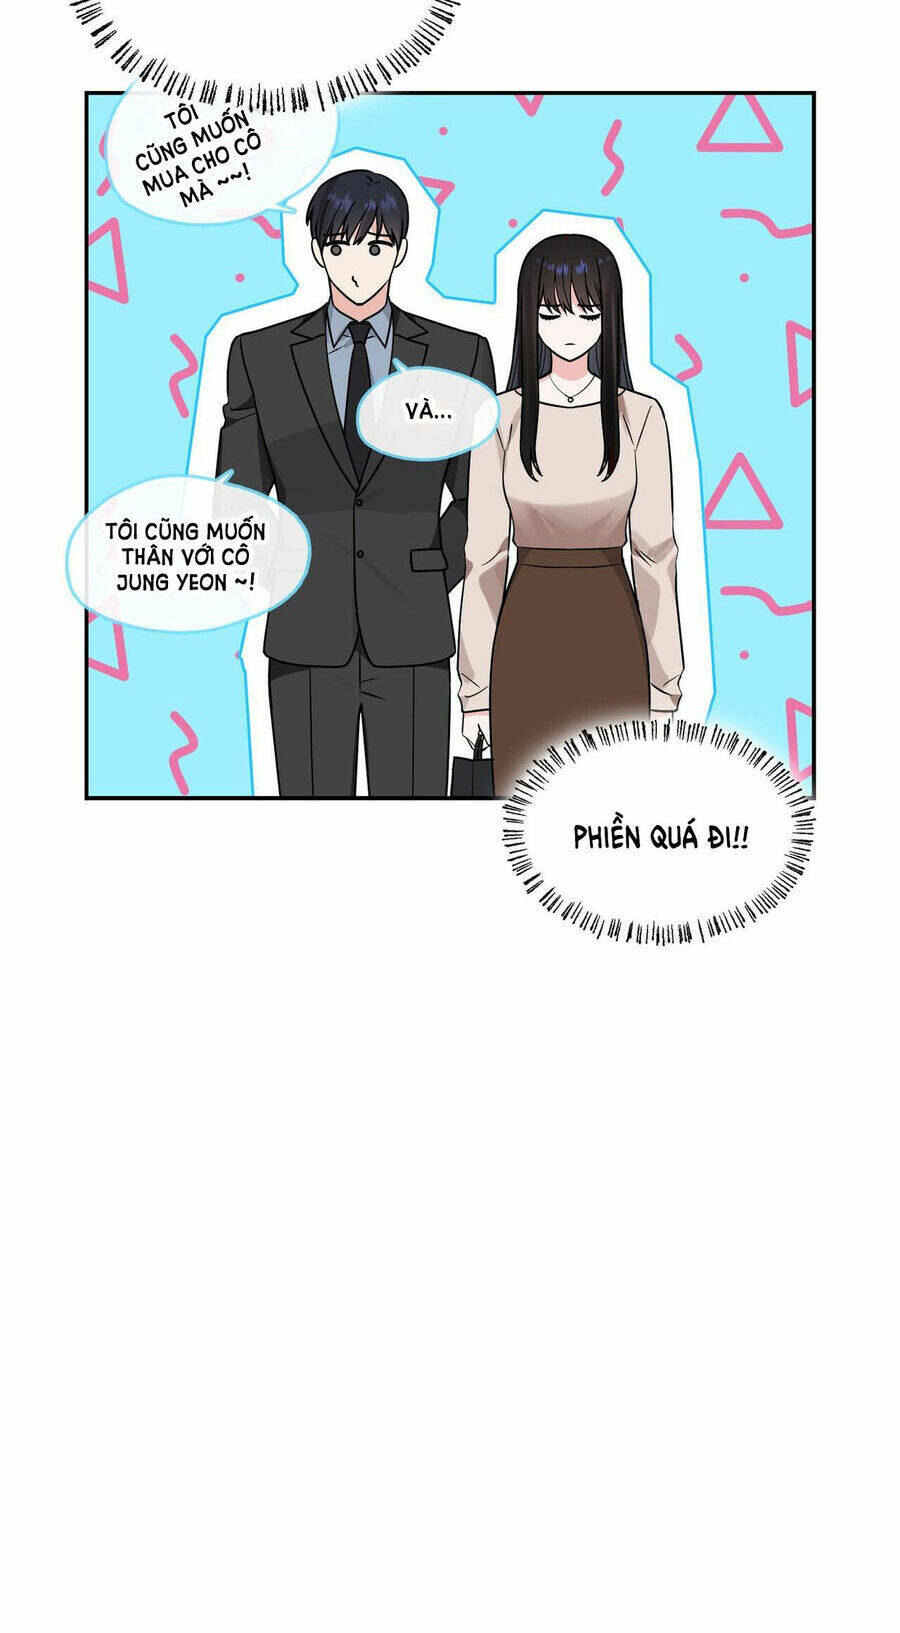 TÔI
CŨNG MUỐN
MUA CHO CÔ
MÀ ~~!
VÀ...
TÔI CŨNG MUỐN
THÂN VỚI CÔ
JUNG YEON ~!
PHIỀN QUÁ ĐI!!